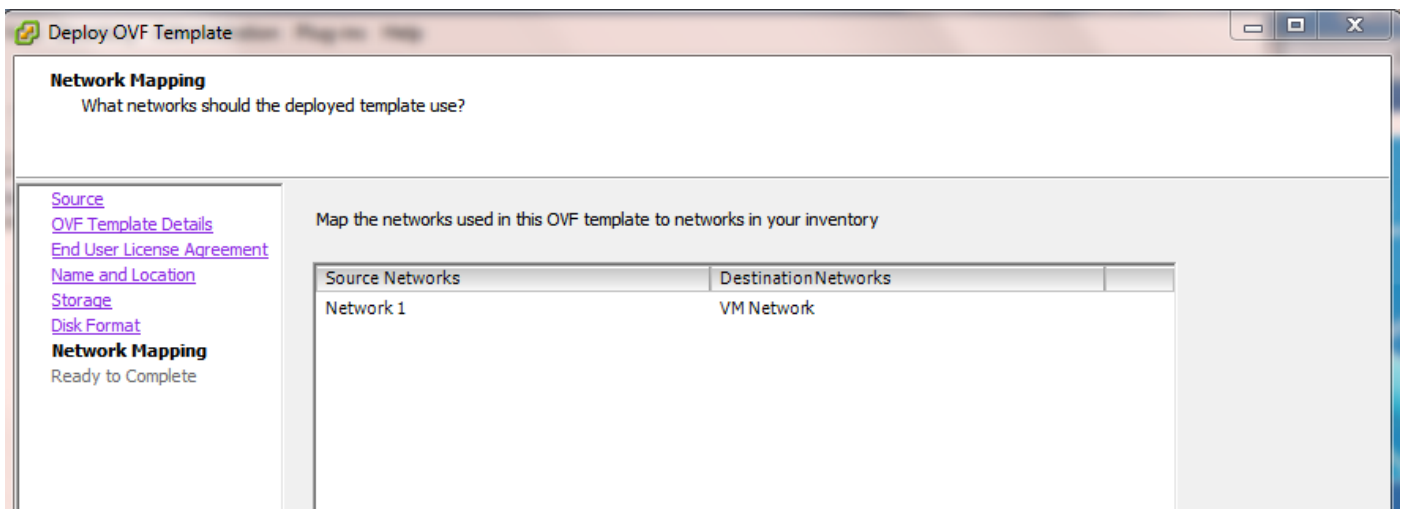 Deploy OVF Template
Network Mapping
What networks should the deployed template use?
Source
OVF Template Details
End User License Agreement
Name and Location
Storage
Disk Format
Network Mapping
Ready to Complete
Map the networks used in this OVF template to networks in your inventory
Source Networks DestinationNetworks
Network 1 VM Network